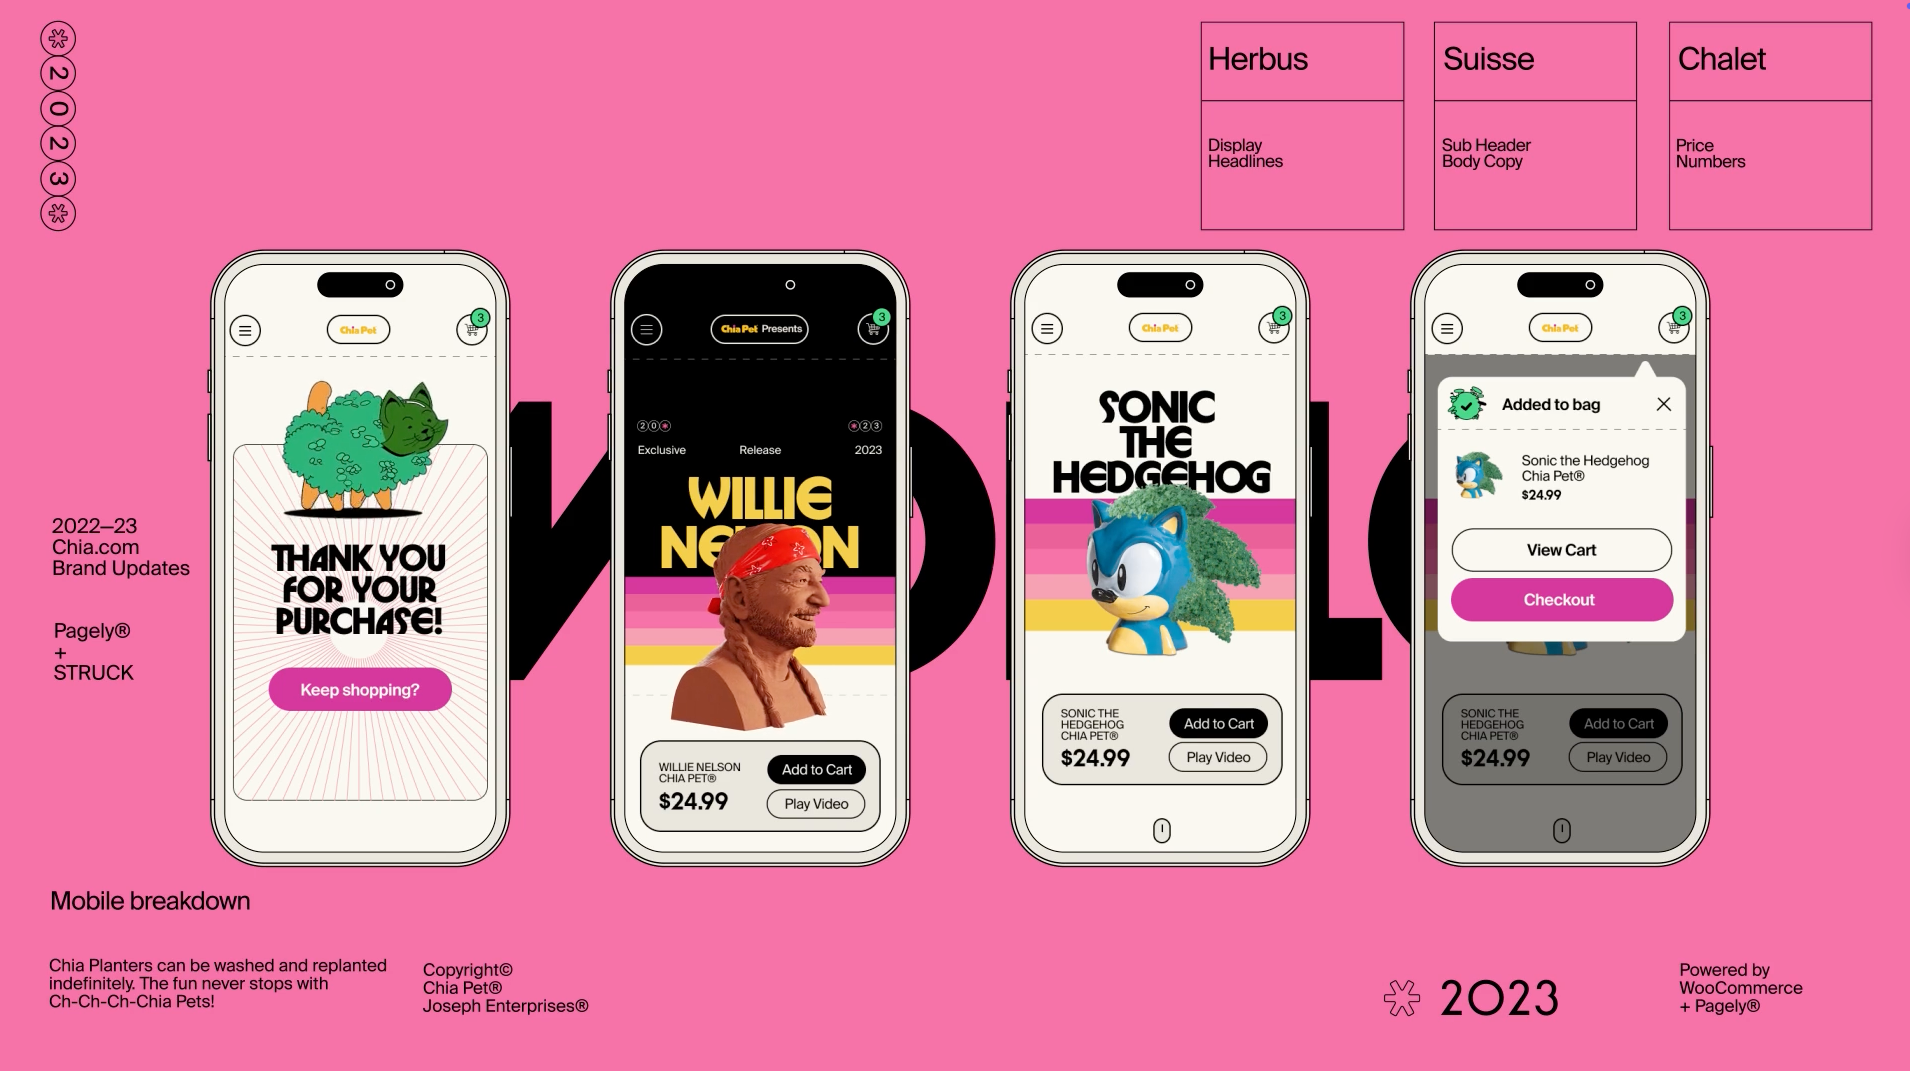 *2023*
Herbus
Display
Headlines
Suisse
Sub Header
Body Copy
Chalet
Price
Numbers
2022—23
Chia.com
Brand Updates
Pagely®
+
STRUCK
Chia Pet
3
THANK YOU
FOR YOUR
PURCHASE!
Keep shopping?
Chia Pet Presents
3
20*
*23
Exclusive
Release
2023
WILLIE
NELSON
WILLIE NELSON
CHIA PET®
$24.99
Add to Cart
Play Video
Chia Pet
3
SONIC
THE
HEDGEHOG
SONIC THE
HEDGEHOG
CHIA PET®
$24.99
Add to Cart
Play Video
Chia Pet
3
Added to bag
Sonic the Hedgehog
Chia Pet®
$24.99
View Cart
Checkout
SONIC THE
HEDGEHOG
CHIA PET®
$24.99
Add to Cart
Play Video
Mobile breakdown
Chia Planters can be washed and replanted
indefinitely. The fun never stops with
Ch-Ch-Ch-Chia Pets!
Copyright©
Chia Pet®
Joseph Enterprises®
2023
Powered by
WooCommerce
+ Pagely®